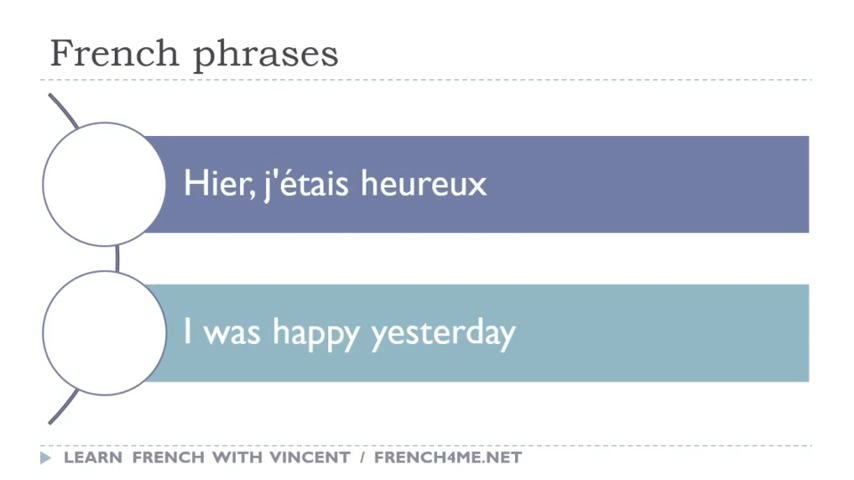 French phrases
Hier, j'étais heureux
I was happy yesterday
LEARN FRENCH WITH VINCENT / FRENCH4ME.NET